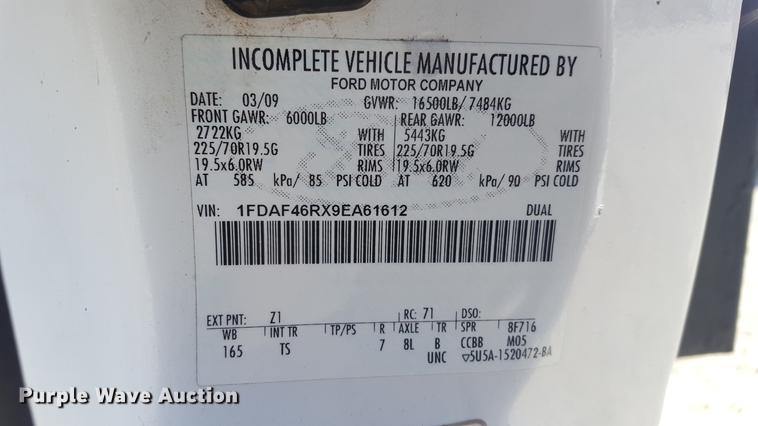 INCOMPLETE VEHICLE MANUFACTURED BY
FORD MOTOR COMPANY
DATE: 03/09 GVWR: 16500LB/ 7484KG
FRONT GAWR: 6000LB REAR GAWR: 12000LB
2722KG WITH 5443KG WITH
225/70R19.5G TIRES 225/70R19.5G TIRES
19.5x6.0RW RIMS 19.5x6.0RW RIMS
AT 585 kPa/ 85 PSI COLD AT 620 kPa/ 90 PSI COLD
VIN: 1FDAF46RX9EA61612 DUAL
EXT PNT: Z1 RC: 71 DSO:
WB INT TR TP/PS R AXLE TR SPR 8F716
165 TS 7 8L B CCBB M05
UNC ▽5U5A-1520472-BA
Purple Wave Auction